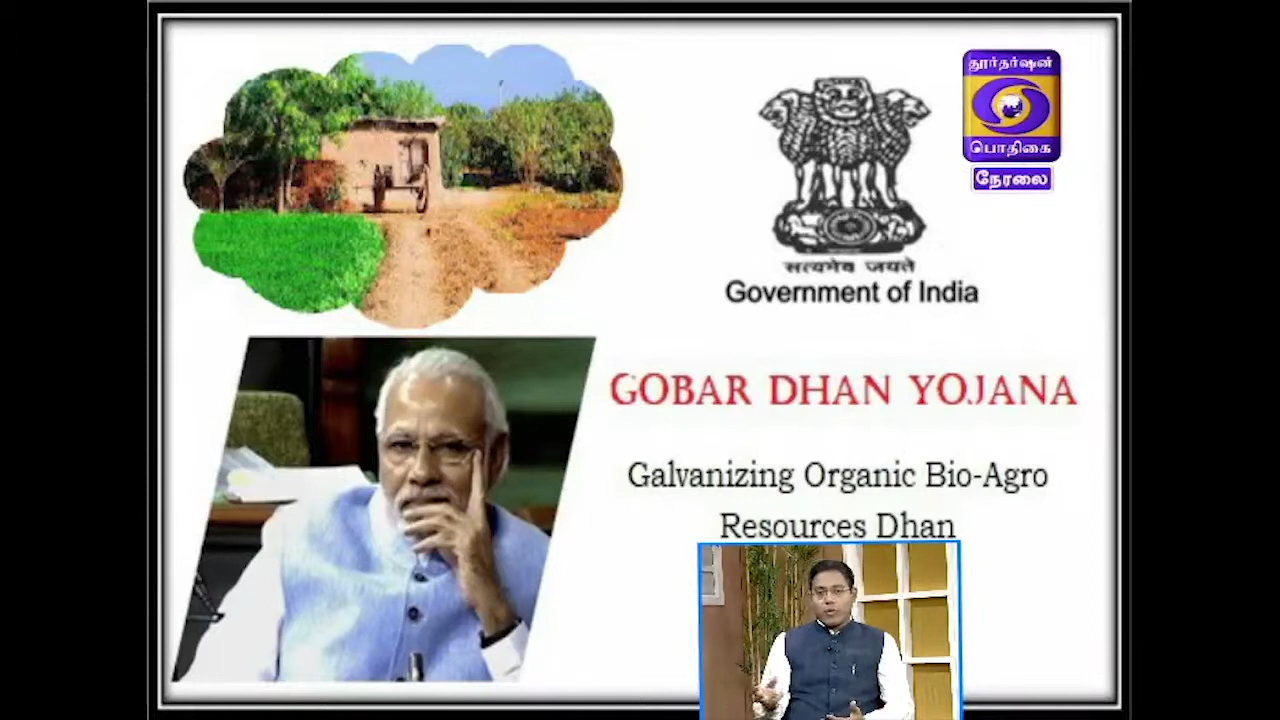 தூர்தர்ஷன்
பொதிகை
நேரலை
सत्यमेव जयते
Government of India
GOBAR DHAN YOJANA
Galvanizing Organic Bio-Agro
Resources Dhan